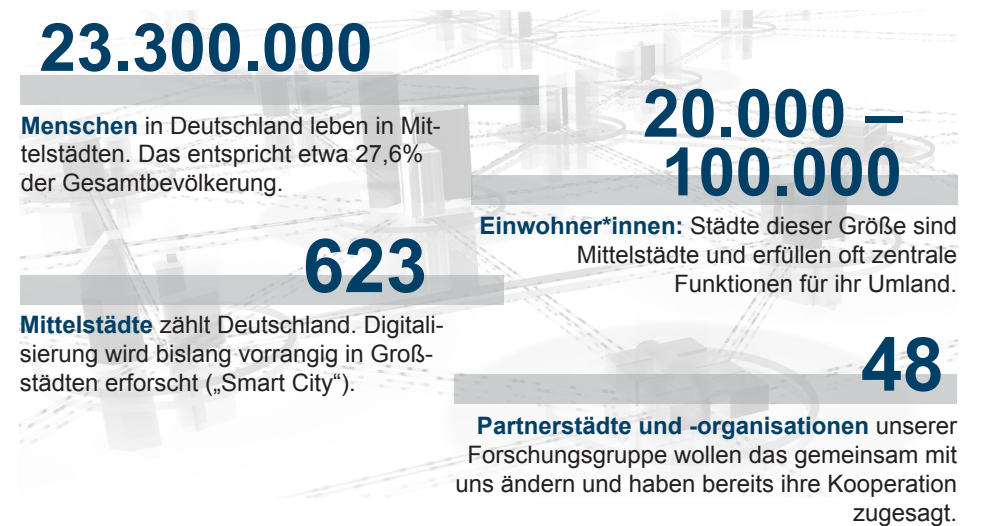 23.300.000
Menschen in Deutschland leben in Mit-
telstädten. Das entspricht etwa 27,6%
der Gesamtbevölkerung.
20.000 –
100.000
Einwohner*innen: Städte dieser Größe sind
Mittelstädte und erfüllen oft zentrale
Funktionen für ihr Umland.
623
Mittelstädte zählt Deutschland. Digitali-
sierung wird bislang vorrangig in Groß-
städten erforscht („Smart City“).
48
Partnerstädte und -organisationen unserer
Forschungsgruppe wollen das gemeinsam mit
uns ändern und haben bereits ihre Kooperation
zugesagt.